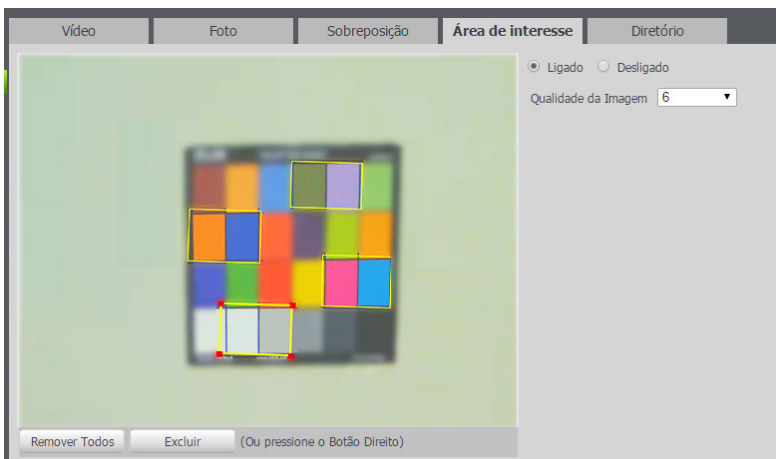 Vídeo Foto Sobreposição Área de interesse Diretório
Ligado Desligado
Qualidade da Imagem 6
Remover Todos Excluir (Ou pressione o Botão Direito)